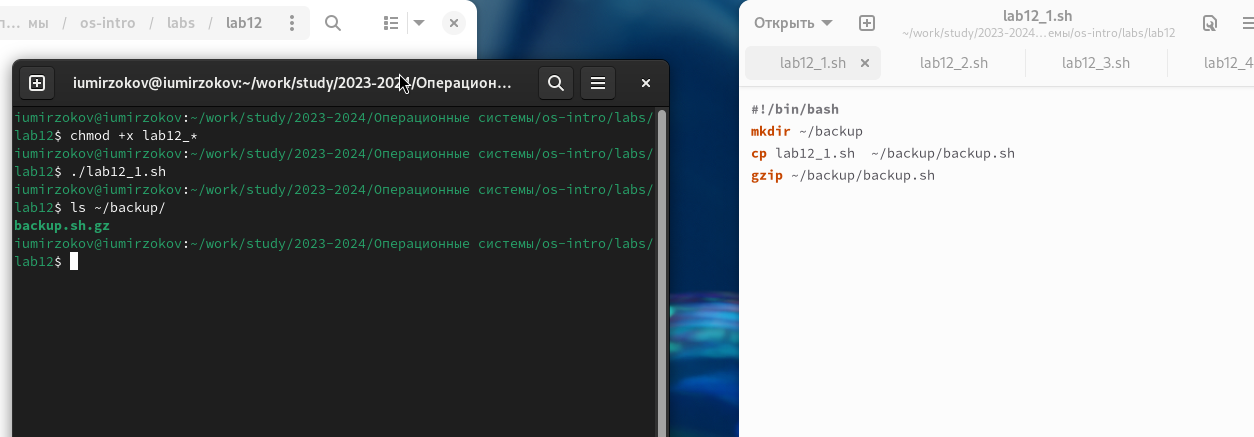 п... мы / os-intro / labs / lab12
iumirzokov@iumirzokov:~/work/study/2023-2024/Операцион...
iumirzokov@iumirzokov:~/work/study/2023-2024/Операционные системы/os-intro/labs/
lab12$ chmod +x lab12_*
iumirzokov@iumirzokov:~/work/study/2023-2024/Операционные системы/os-intro/labs/
lab12$ ./lab12_1.sh
iumirzokov@iumirzokov:~/work/study/2023-2024/Операционные системы/os-intro/labs/
lab12$ ls ~/backup/
backup.sh.gz
iumirzokov@iumirzokov:~/work/study/2023-2024/Операционные системы/os-intro/labs/
lab12$
Открыть
lab12_1.sh
~/work/study/2023-2024...емы/os-intro/labs/lab12
lab12_1.sh lab12_2.sh lab12_3.sh lab12_4
#!/bin/bash
mkdir ~/backup
cp lab12_1.sh  ~/backup/backup.sh
gzip ~/backup/backup.sh